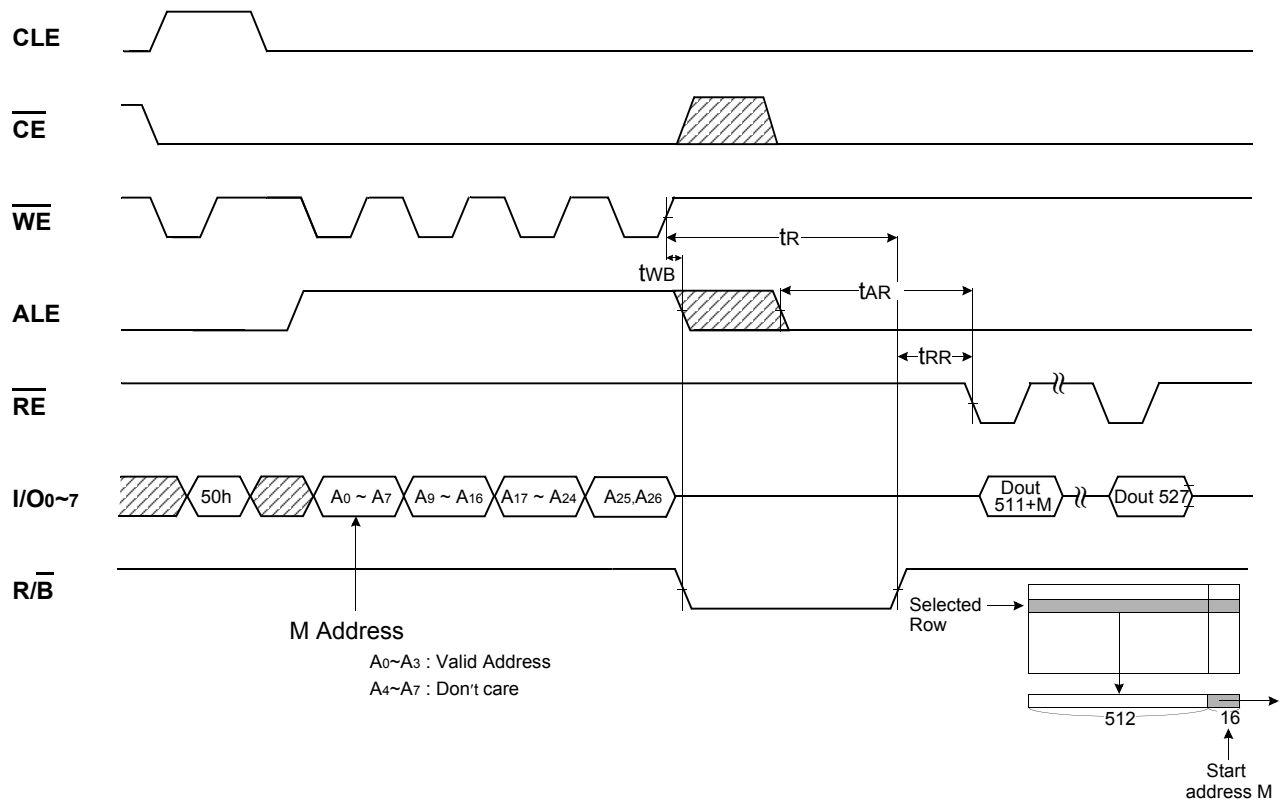 CLE
CE
WE
tR
tWB
ALE
tAR
tRR
RE
I/O0~7
50h
A0 ~ A7
A9 ~ A16
A17 ~ A24
A25,A26
Dout
511+M
Dout 527
R/B
M Address
A0~A3 : Valid Address
A4~A7 : Don't care
Selected
Row
512
16
Start
address M